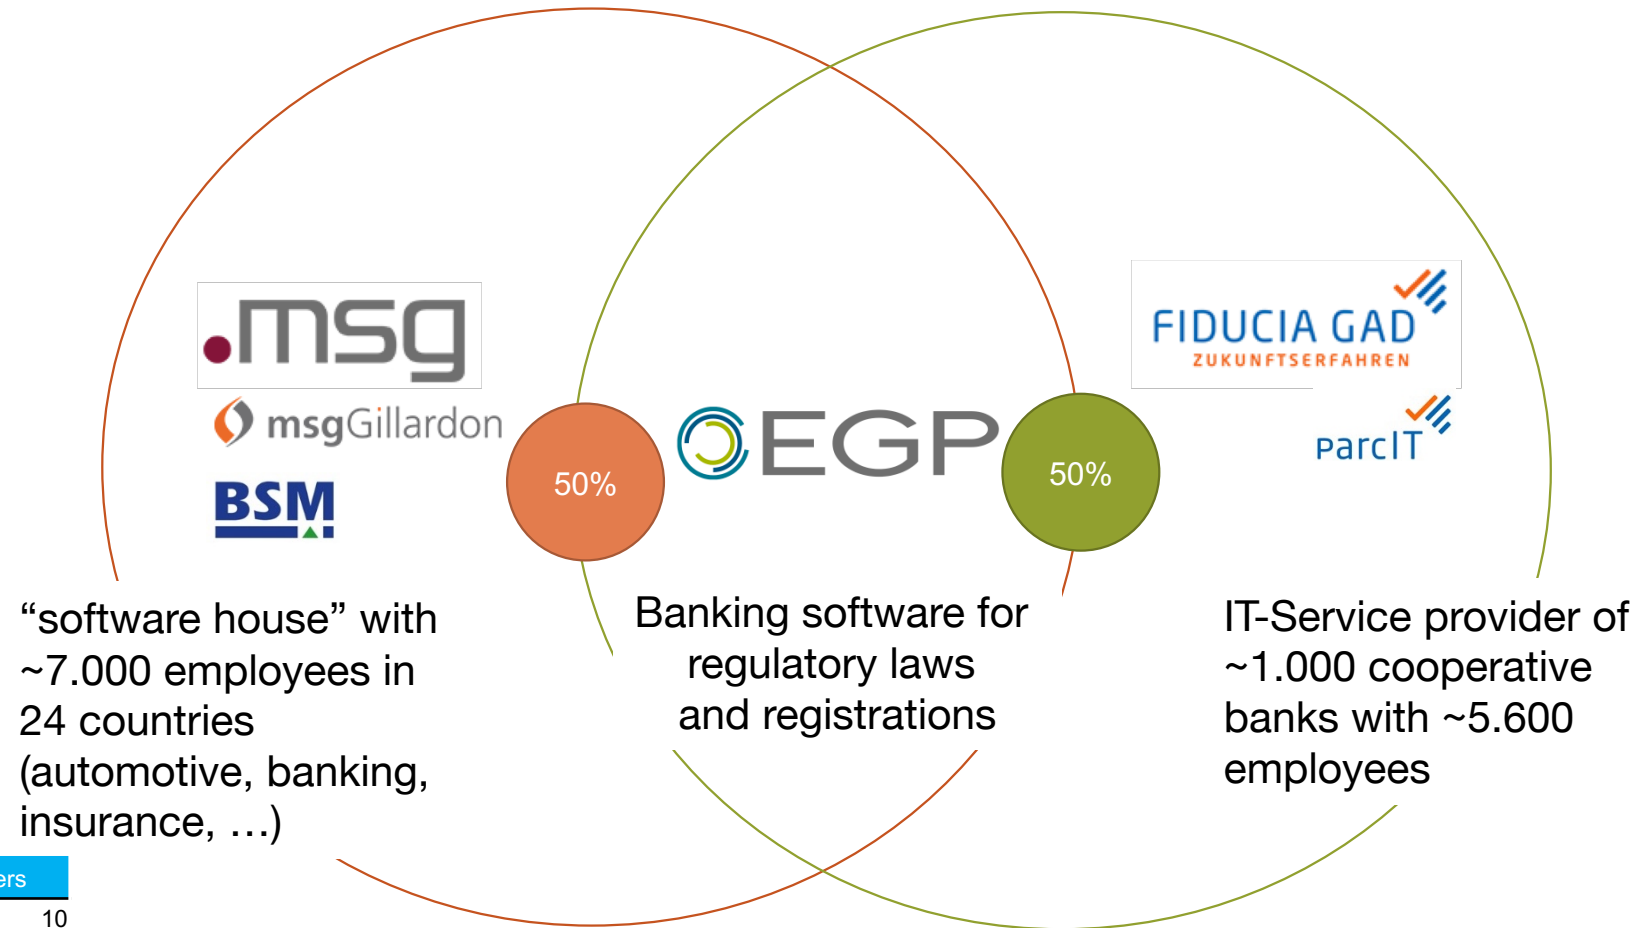 .msg
msgGillardon
BSM
“software house” with
~7.000 employees in
24 countries
(automotive, banking,
insurance, …)
50%
EGP
50%
Banking software for
regulatory laws
and registrations
FIDUCIA GAD
ZUKUNFTSERFAHREN
parcIT
IT-Service provider of
~1.000 cooperative
banks with ~5.600
employees
ers
10